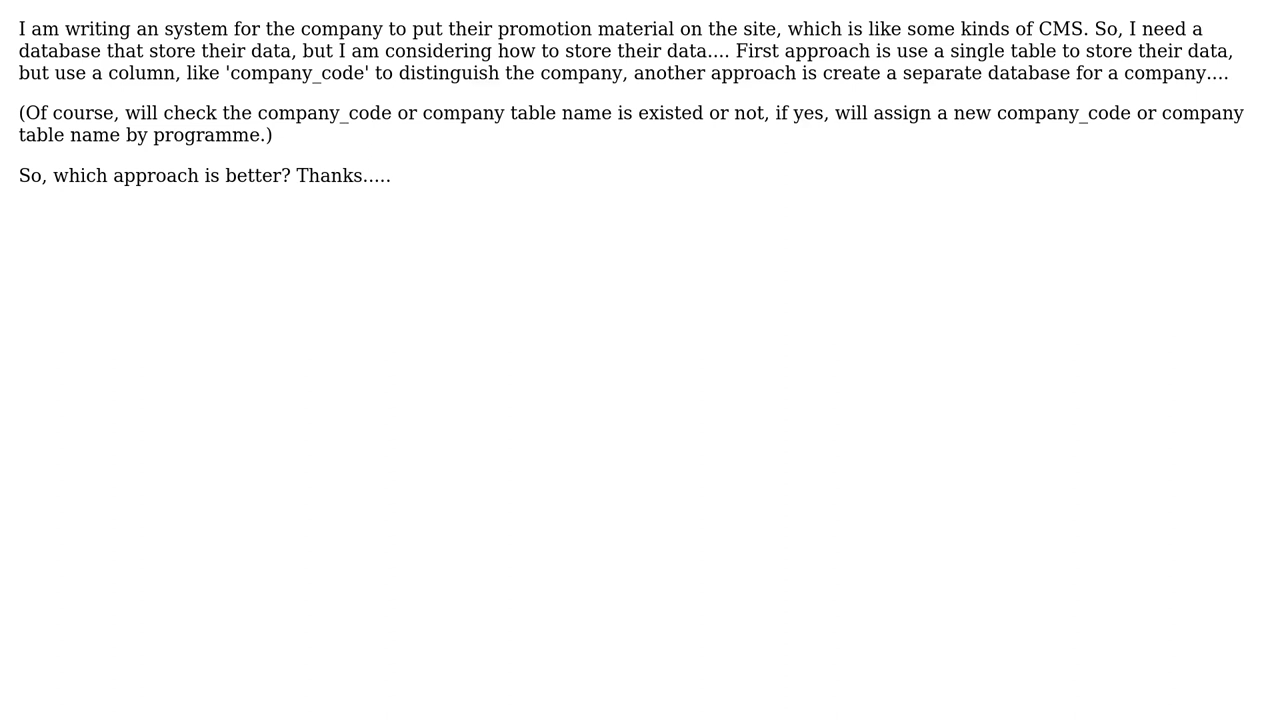 I am writing an system for the company to put their promotion material on the site, which is like some kinds of CMS. So, I need a
database that store their data, but I am considering how to store their data.... First approach is use a single table to store their data,
but use a column, like 'company_code' to distinguish the company, another approach is create a separate database for a company....
(Of course, will check the company_code or company table name is existed or not, if yes, will assign a new company_code or company
table name by programme.)
So, which approach is better? Thanks.....